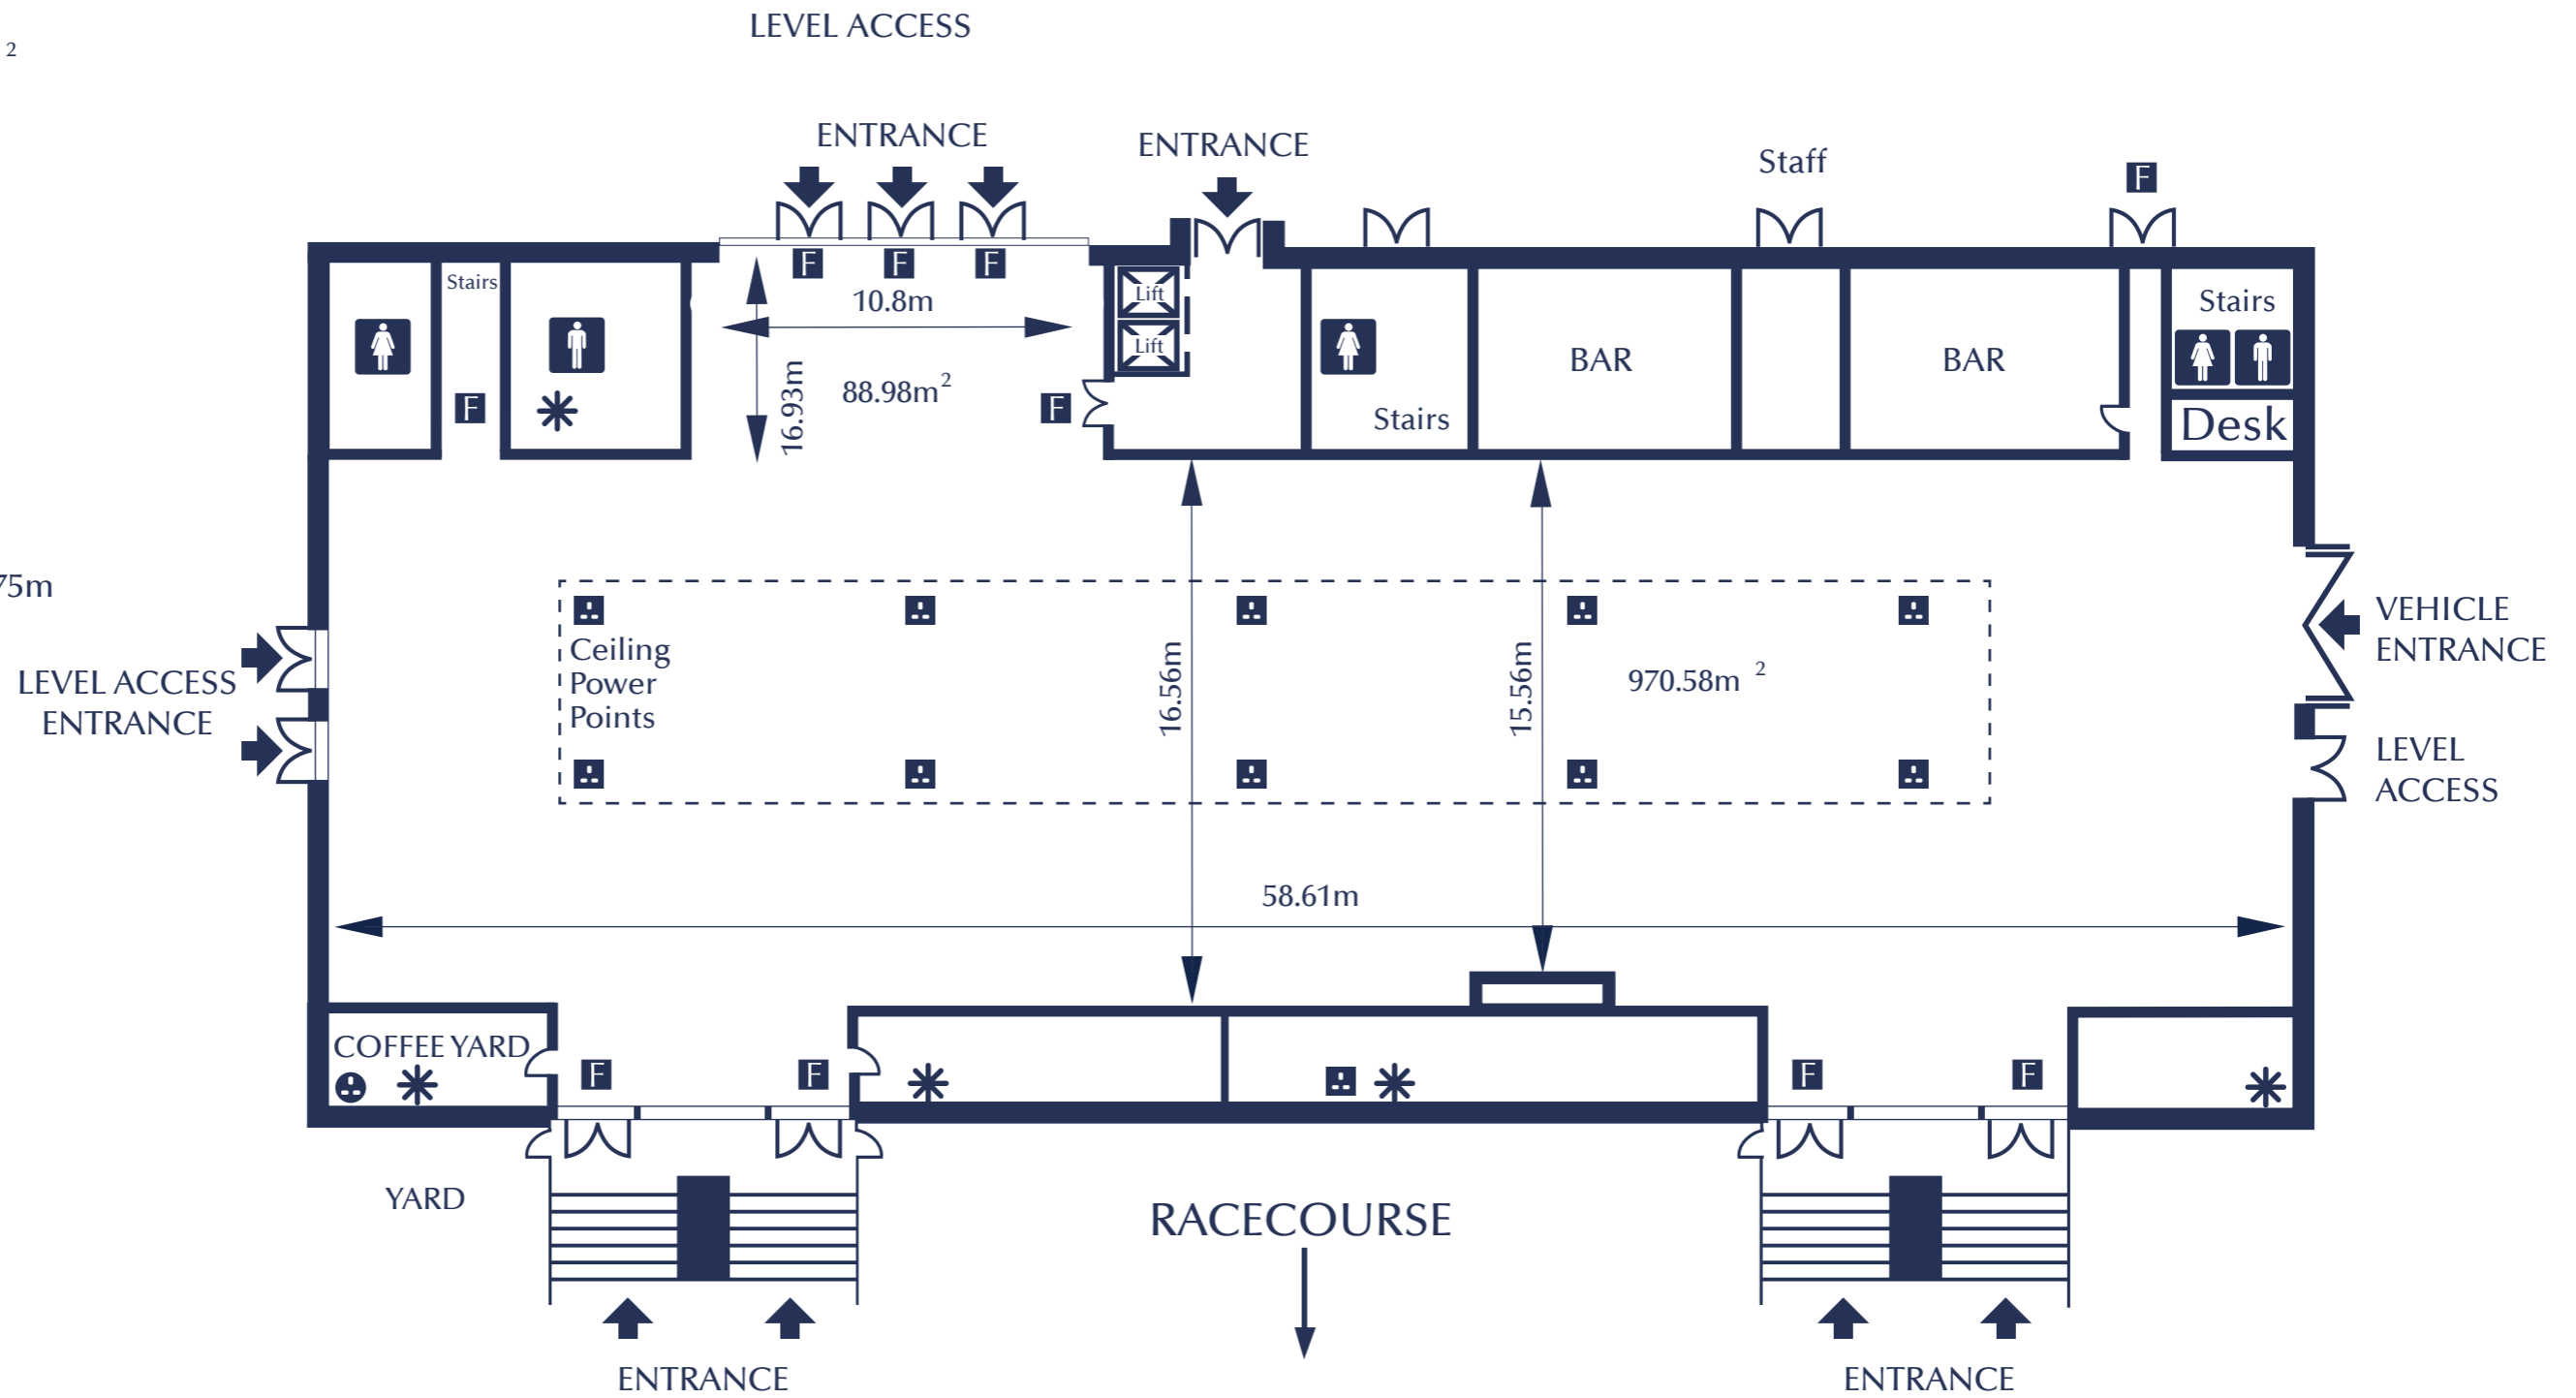 LEVEL ACCESS
2
ENTRANCE
ENTRANCE
Staff
F
F
F
F
Stairs
10.8m
Lift
Lift
16.93m
88.98m2
F
F
Stairs
BAR
BAR
Stairs
Desk
75m
Ceiling
Power
Points
16.56m
15.56m
970.58m 2
VEHICLE
ENTRANCE
LEVEL ACCESS
ENTRANCE
LEVEL
ACCESS
58.61m
COFFEE YARD
F
F
F
F
YARD
RACECOURSE
ENTRANCE
ENTRANCE